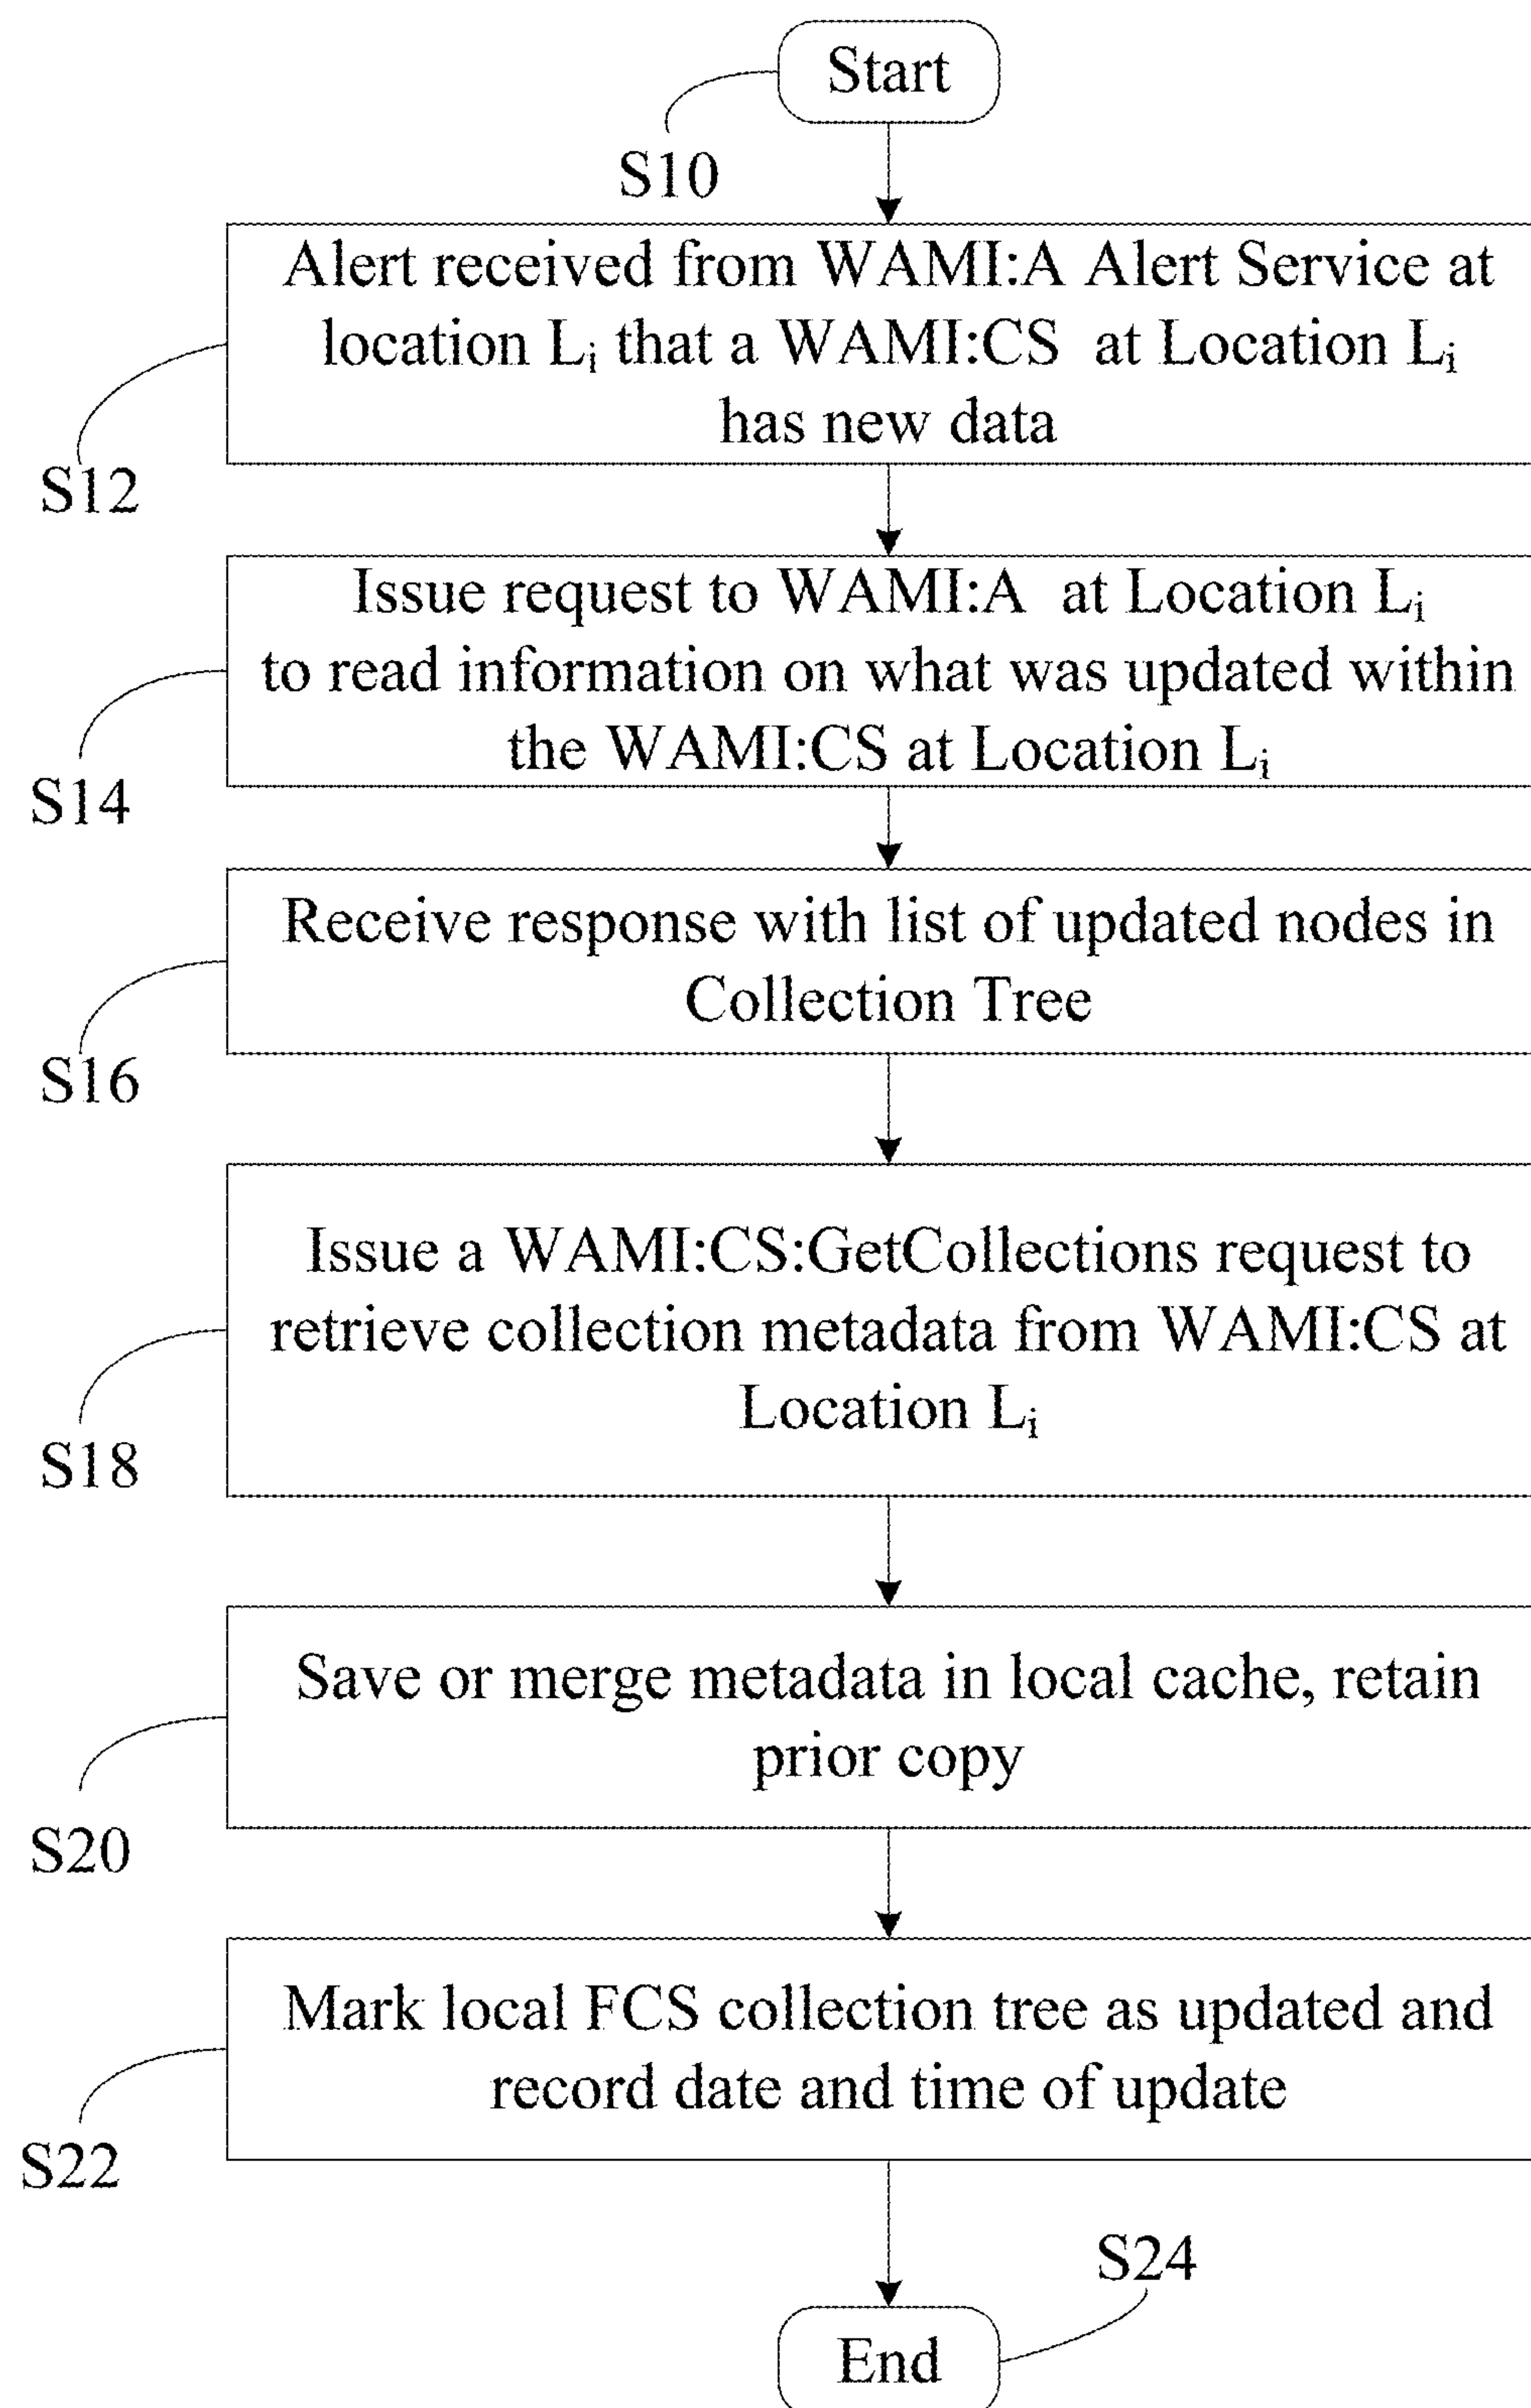 Start
S10
Alert received from WAMI:A Alert Service at
location Li that a WAMI:CS at Location Li
has new data
S12
Issue request to WAMI:A at Location Li
to read information on what was updated within
the WAMI:CS at Location Li
S14
Receive response with list of updated nodes in
Collection Tree
S16
Issue a WAMI:CS:GetCollections request to
retrieve collection metadata from WAMI:CS at
Location Li
S18
Save or merge metadata in local cache, retain
prior copy
S20
Mark local FCS collection tree as updated and
record date and time of update
S22
S24
End